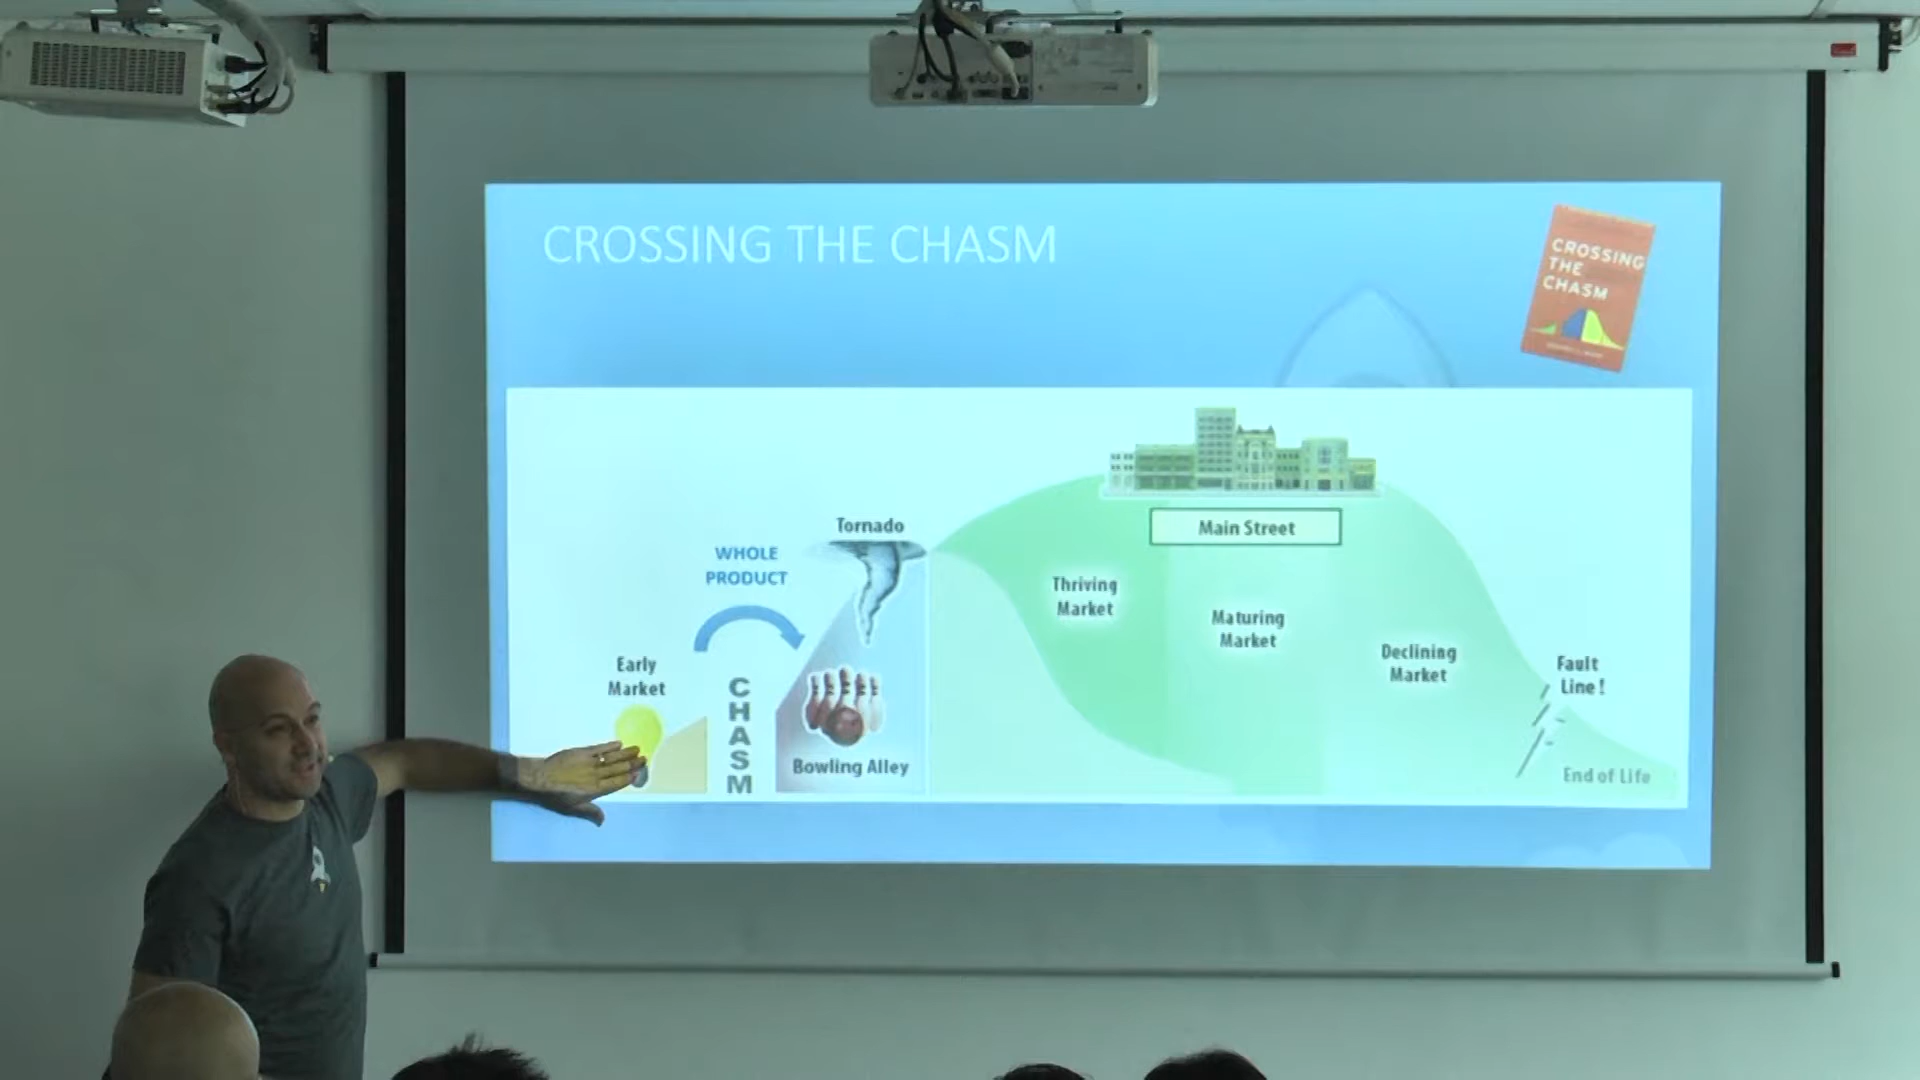 CROSSING THE CHASM
CROSSING
THE
CHASM
Tornado
WHOLE
PRODUCT
Main Street
Thriving
Market
Maturing
Market
Early
Market
Declining
Market
Fault
Line!
CHASM
Bowling Alley
End of Life